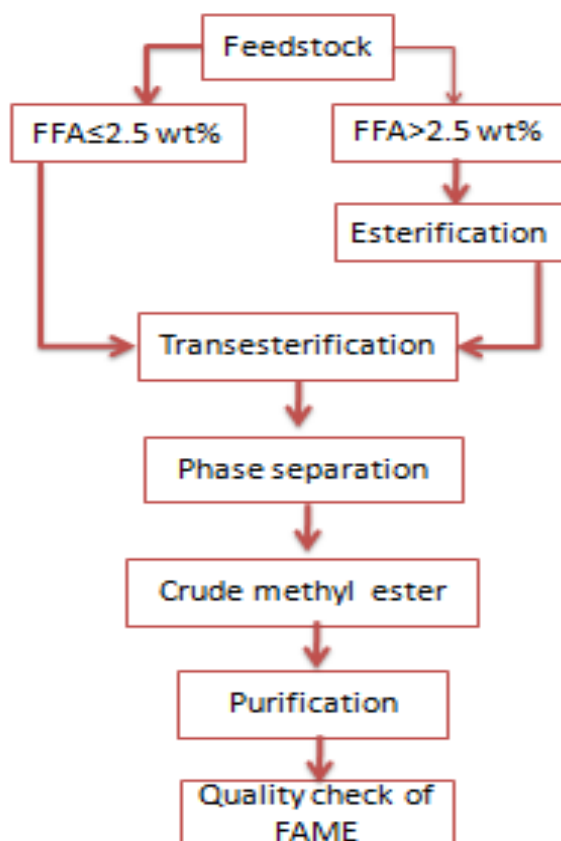 Feedstock
FFA≤2.5 wt%
FFA>2.5 wt%
Esterification
Transesterification
Phase separation
Crude methyl ester
Purification
Quality check of
FAME